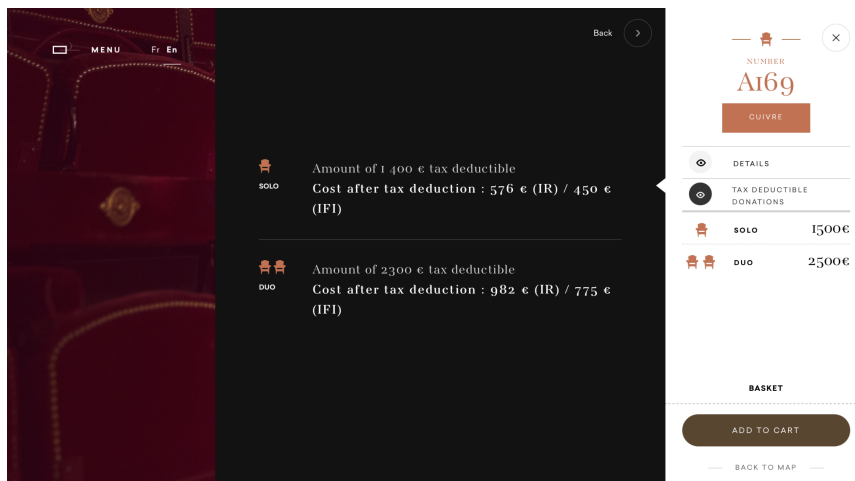 MENU
Fr En
Back
SOLO
Amount of 1 400 € tax deductible
Cost after tax deduction : 576 € (IR) / 450 €
(IFI)
DUO
Amount of 2300 € tax deductible
Cost after tax deduction : 982 € (IR) / 775 €
(IFI)
NUMBER
A169
CUIVRE
DETAILS
TAX DEDUCTIBLE
DONATIONS
SOLO 1500€
DUO 2500€
BASKET
ADD TO CART
BACK TO MAP